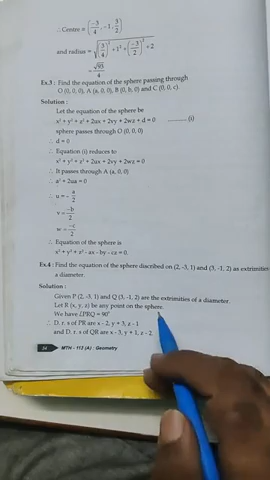 ∴ Centre = (-3/4, -1, 3/2)
and radius = √((3/4)² + 1² + (-3/2)² + 2
= √93/4
Ex.3 : Find the equation of the sphere passing through
O (0, 0, 0), A (a, 0, 0), B (0, b, 0) and C (0, 0, c).
Solution :
Let the equation of the sphere be
x² + y² + z² + 2ux + 2vy + 2wz + d = 0 ------------ (i)
sphere passes through O (0, 0, 0)
∴ d = 0
∴ Equation (i) reduces to
x² + y² + z² + 2ux + 2vy + 2wz = 0
∴ It passes through A (a, 0, 0)
∴ a² + 2ua = 0
∴ u = -a/2
v = -b/2
w = -c/2
∴ Equation of the sphere is
x² + y² + z² - ax - by - cz = 0.
Ex.4 : Find the equation of the sphere discribed on (2, -3, 1) and (3, -1, 2) as extrimities of
a diameter.
Solution :
Given P (2, -3, 1) and Q (3, -1, 2) are the extrimities of a diameter.
Let R (x, y, z) be any point on the sphere.
We have ∠PRQ = 90°
∴ D. r. s of PR are x - 2, y + 3, z - 1
and D. r. s of QR are x - 3, y + 1, z - 2.
34 MTH - 112 (A) : Geometry